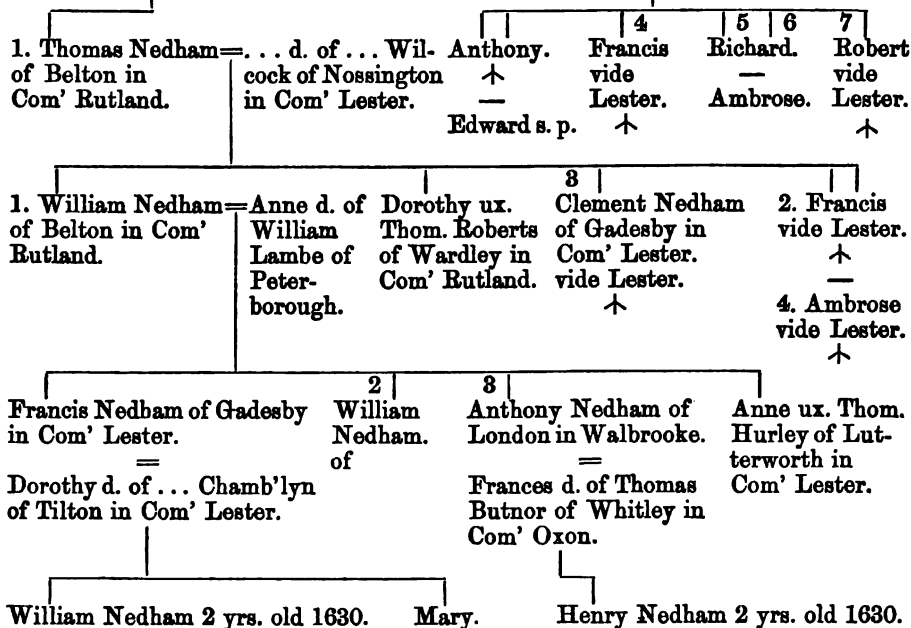 4 5 6 7
1. Thomas Nedham=... d. of ... Wil-
of Belton in cock of Nossington
Com' Rutland. in Com' Lester.
Anthony.
—
Edward s. p.
Francis
vide
Lester.
Richard.
—
Ambrose.
Robert
vide
Lester.
3
1. William Nedham=Anne d. of
of Belton in Com' William
Rutland. Lambe of
Peter-
borough.
Dorothy ux.
Thom. Roberts
of Wardley in
Com' Rutland.
Clement Nedham
of Gadesby in
Com' Lester.
vide Lester.
2. Francis
vide Lester.
—
4. Ambrose
vide Lester.
2 3
Francis Nedham of Gadesby
in Com' Lester.
=
Dorothy d. of ... Chamb'lyn
of Tilton in Com' Lester.
William
Nedham.
of
Anthony Nedham of
London in Walbrooke.
=
Frances d. of Thomas
Butnor of Whitley in
Com' Oxon.
Anne ux. Thom.
Hurley of Lut-
terworth in
Com' Lester.
William Nedham 2 yrs. old 1630. Mary. Henry Nedham 2 yrs. old 1630.